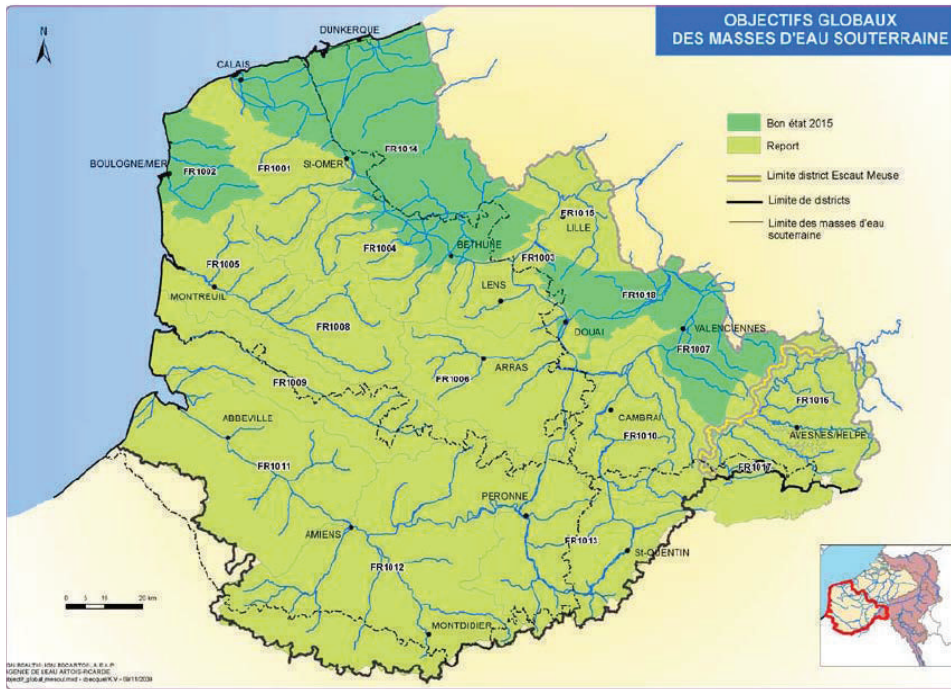 OBJECTIFS GLOBAUX
DES MASSES D'EAU SOUTERRAINE
N
DUNKERQUE
CALAIS
Bon état 2015
Report
Limite district Escaut Meuse
Limite de districts
Limite des masses d'eau
souterraine
BOULOGNE/MER
FR1002
FR1001
St-OMER
FR1014
FR1015
LILLE
FR1004
BETHUNE
FR1003
FR1005
MONTREUIL
LENS
FR1018
FR1008
DOUAI
VALENCIENNES
FR1007
FR1009
FR1006
ARRAS
FR1016
ABBEVILLE
CAMBRAI
FR1010
AVESNES/HELPE
FR1011
FR1017
PERONNE
AMIENS
FR1013
St-QUENTIN
FR1012
0 5 20 km
MONTDIDIER
AGENCE DE L'EAU ARTOIS-PICARDIE